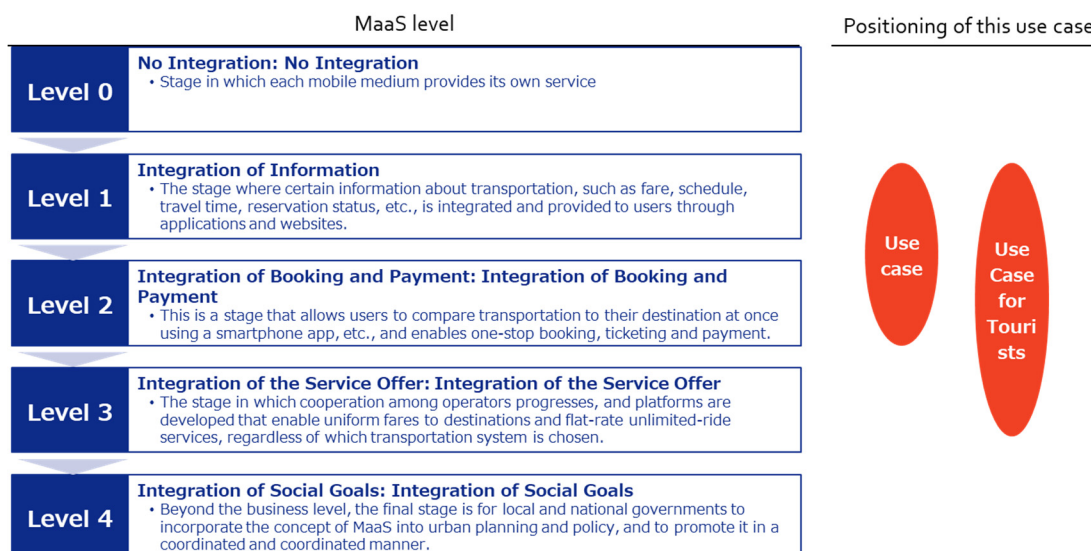 MaaS level
Positioning of this use case
Level 0
No Integration: No Integration
• Stage in which each mobile medium provides its own service
Level 1
Integration of Information
• The stage where certain information about transportation, such as fare, schedule,
travel time, reservation status, etc., is integrated and provided to users through
applications and websites.
Level 2
Integration of Booking and Payment: Integration of Booking and
Payment
• This is a stage that allows users to compare transportation to their destination at once
using a smartphone app, etc., and enables one-stop booking, ticketing and payment.
Level 3
Integration of the Service Offer: Integration of the Service Offer
• The stage in which cooperation among operators progresses, and platforms are
developed that enable uniform fares to destinations and flat-rate unlimited-ride
services, regardless of which transportation system is chosen.
Level 4
Integration of Social Goals: Integration of Social Goals
• Beyond the business level, the final stage is for local and national governments to
incorporate the concept of MaaS into urban planning and policy, and to promote it in a
coordinated and coordinated manner.
Use
case
Use
Case
for
Touri
sts